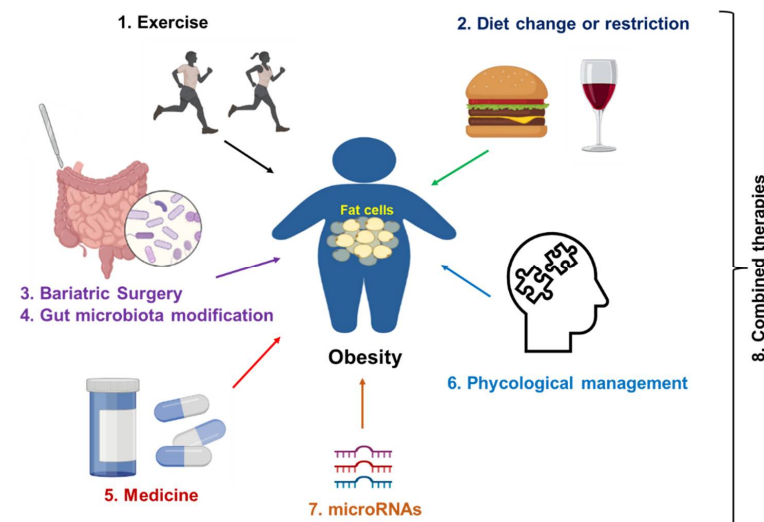 1. Exercise
2. Diet change or restriction
Fat cells
3. Bariatric Surgery
4. Gut microbiota modification
Obesity
6. Phycological management
5. Medicine
7. microRNAs
8. Combined therapies